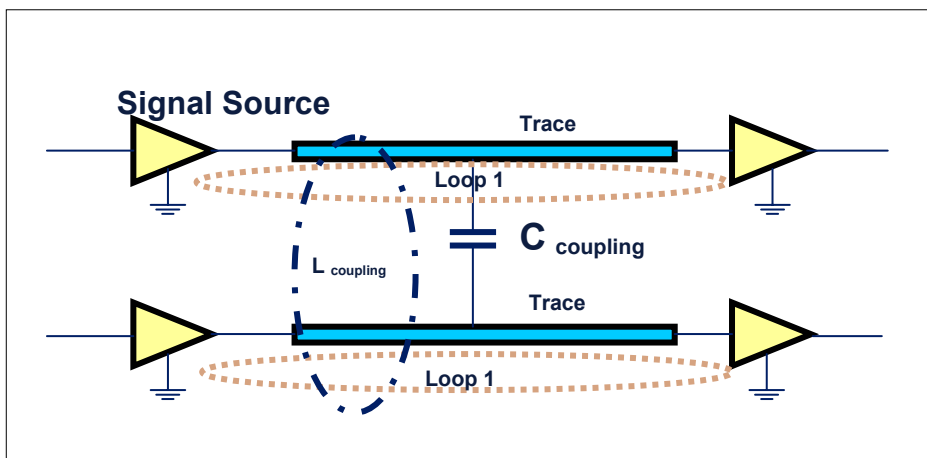 Signal Source
Trace
Loop 1
C coupling
L coupling
Trace
Loop 1